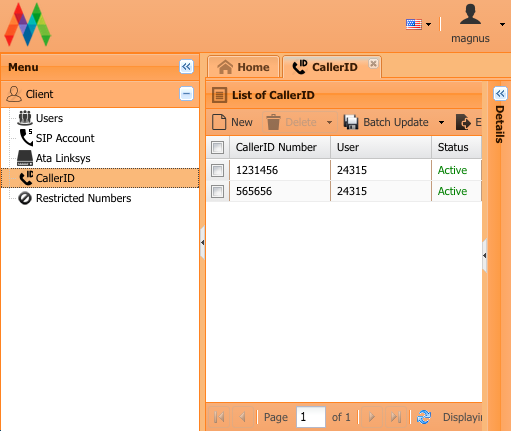 magnus
Menu
Client
Users
SIP Account
Ata Linksys
CallerID
Restricted Numbers
Home
CallerID
List of CallerID
New Delete Batch Update E
CallerID Number User Status
1231456 24315 Active
565656 24315 Active
Page 1 of 1 Displayi
Details